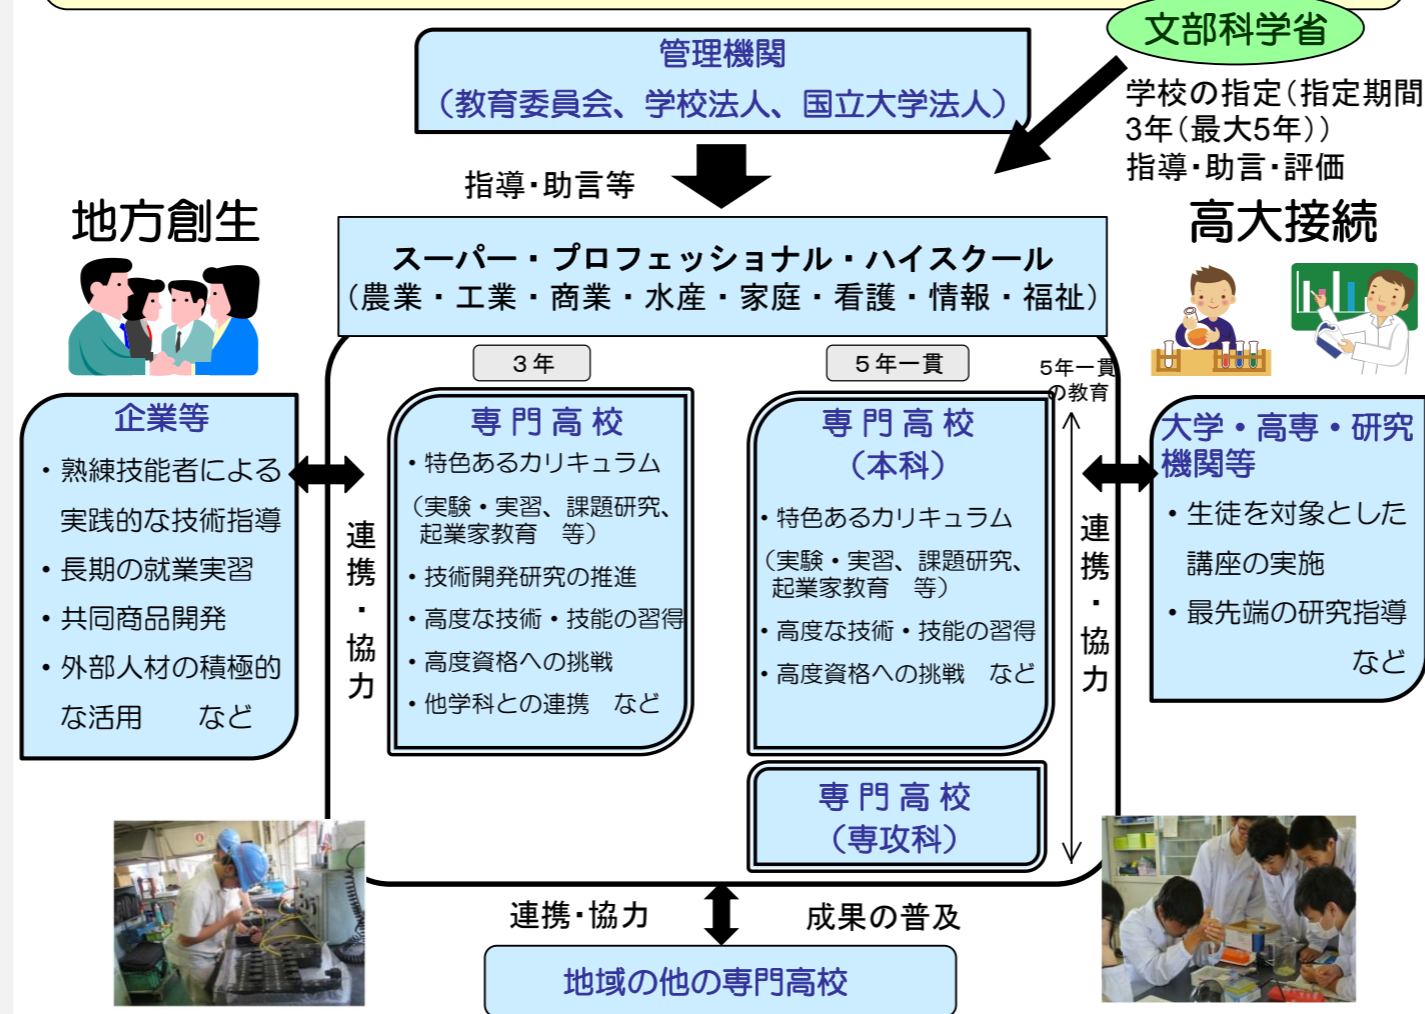 文部科学省
管理機関
（教育委員会、学校法人、国立大学法人）
学校の指定（指定期間
3年（最大5年））
指導・助言・評価
指導・助言等
地方創生
高大接続
スーパー・プロフェッショナル・ハイスクール
（農業・工業・商業・水産・家庭・看護・情報・福祉）
３年
５年一貫
5年一貫
の教育
企業等
・熟練技能者による
実践的な技術指導
・長期の就業実習
・共同商品開発
・外部人材の積極的
な活用　など
連携・協力
専門高校
・特色あるカリキュラム
（実験・実習、課題研究、
起業家教育　等）
・技術開発研究の推進
・高度な技術・技能の習得
・高度資格への挑戦
・他学科との連携　など
専門高校
（本科）
・特色あるカリキュラム
（実験・実習、課題研究、
起業家教育　等）
・高度な技術・技能の習得
・高度資格への挑戦　など
専門高校
（専攻科）
連携・協力
大学・高専・研究
機関等
・生徒を対象とした
講座の実施
・最先端の研究指導
など
連携・協力
成果の普及
地域の他の専門高校